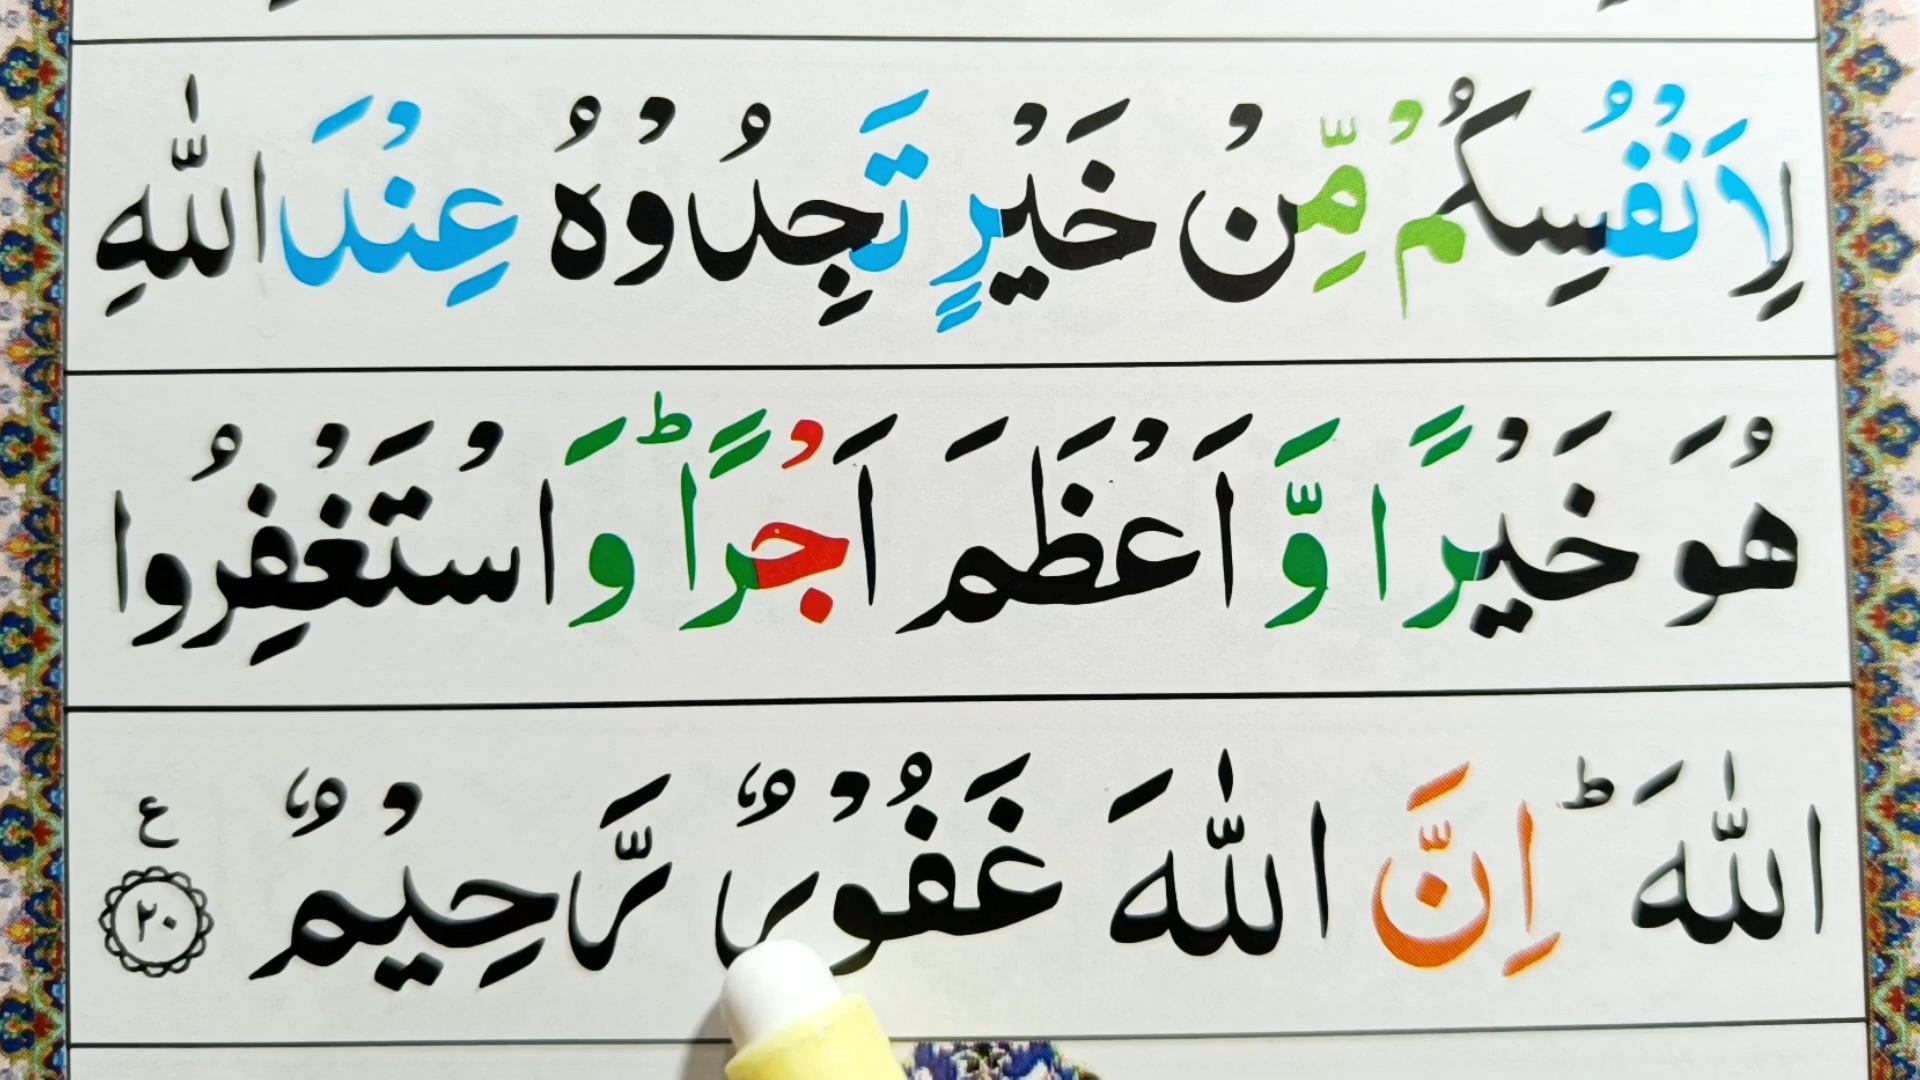 لِاَنْفُسِكُمْ مِّنْ خَيْرٍ تَجِدُوْهُ عِنْدَ اللّٰهِ
هُوَ خَيْرًا وَّ اَعْظَمَ اَجْرًا ؕ وَ اسْتَغْفِرُوا
اللّٰهَ ؕ اِنَّ اللّٰهَ غَفُوْرٌ رَّحِيْمٌ ع ۲۰